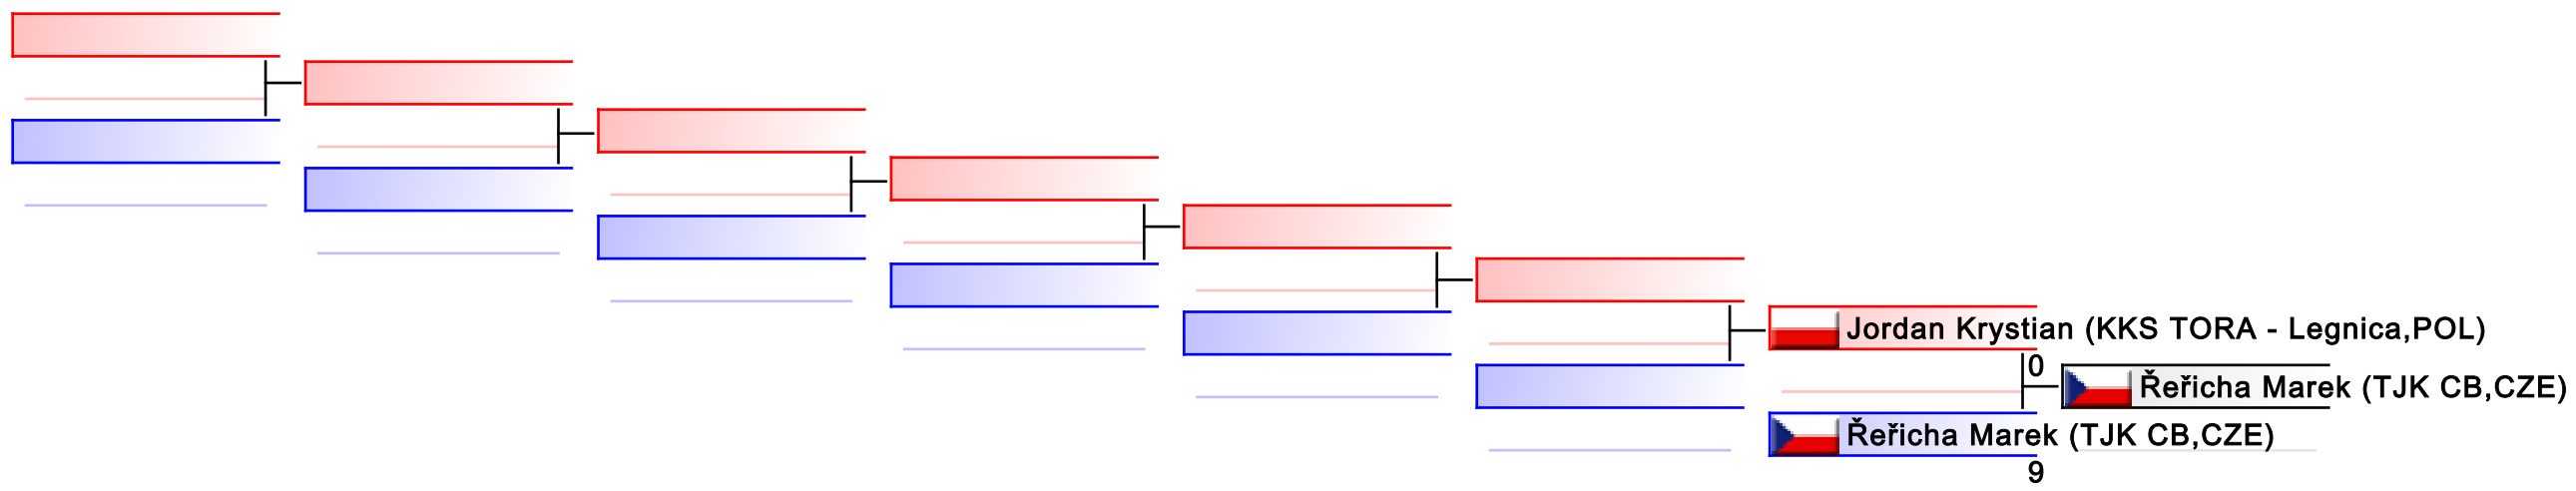 Jordan Krystian (KKS TORA - Legnica,POL)
0
Řeřicha Marek (TJK CB,CZE)
Řeřicha Marek (TJK CB,CZE)
9